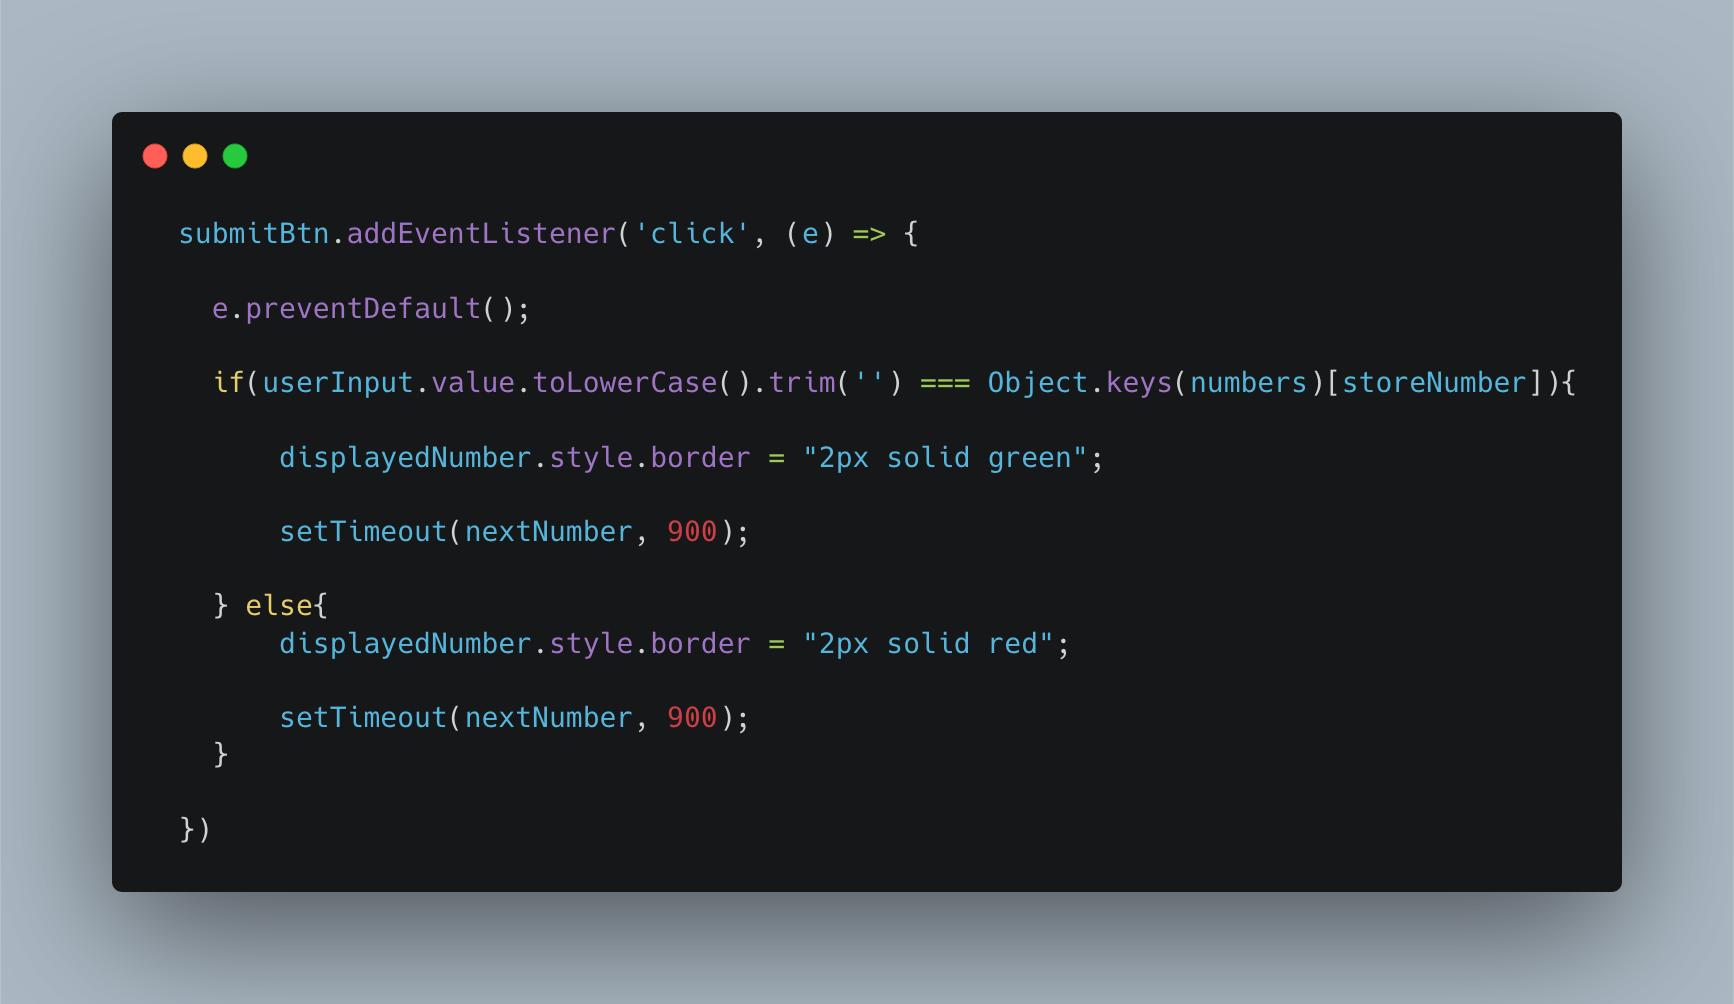 submitBtn.addEventListener('click', (e) => {
e.preventDefault();
if(userInput.value.toLowerCase().trim('') === Object.keys(numbers)[storeNumber]){
displayedNumber.style.border = "2px solid green";
setTimeout(nextNumber, 900);
} else{
displayedNumber.style.border = "2px solid red";
setTimeout(nextNumber, 900);
}
})